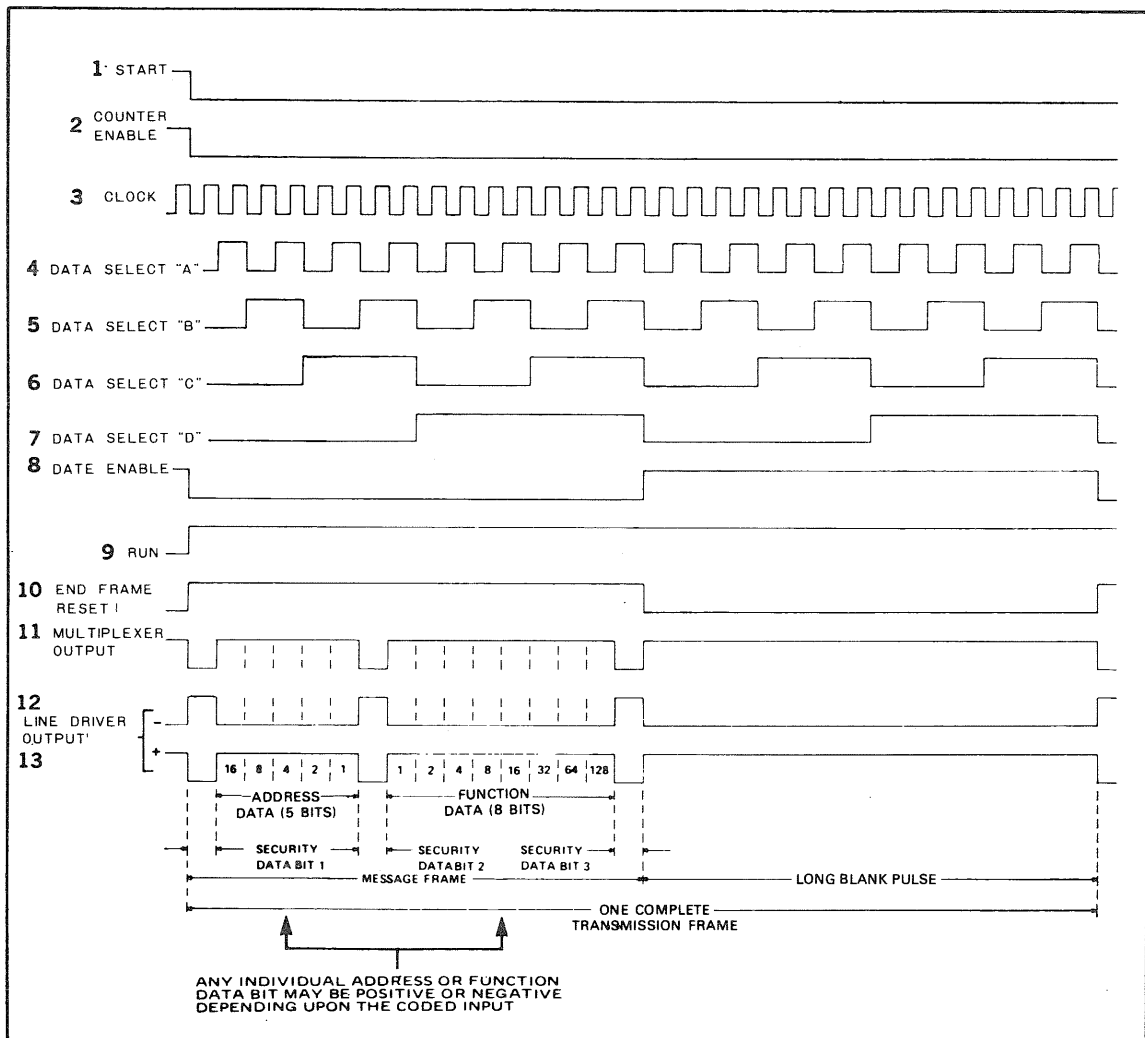 1 START
2 COUNTER
ENABLE
3 CLOCK
4 DATA SELECT "A"
5 DATA SELECT "B"
6 DATA SELECT "C"
7 DATA SELECT "D"
8 DATE ENABLE
9 RUN
10 END FRAME
RESET I
11 MULTIPLEXER
OUTPUT
12
LINE DRIVER
OUTPUT'
13
-
+
16 8 4 2 1 1 2 4 8 16 32 64 128
ADDRESS
DATA (5 BITS)
FUNCTION
DATA (8 BITS)
SECURITY
DATA BIT 1
SECURITY
DATABIT 2
SECURITY
DATA BIT 3
MESSAGE FRAME
LONG BLANK PULSE
ONE COMPLETE
TRANSMISSION FRAME
ANY INDIVIDUAL ADDRESS OR FUNCTION
DATA BIT MAY BE POSITIVE OR NEGATIVE
DEPENDING UPON THE CODED INPUT